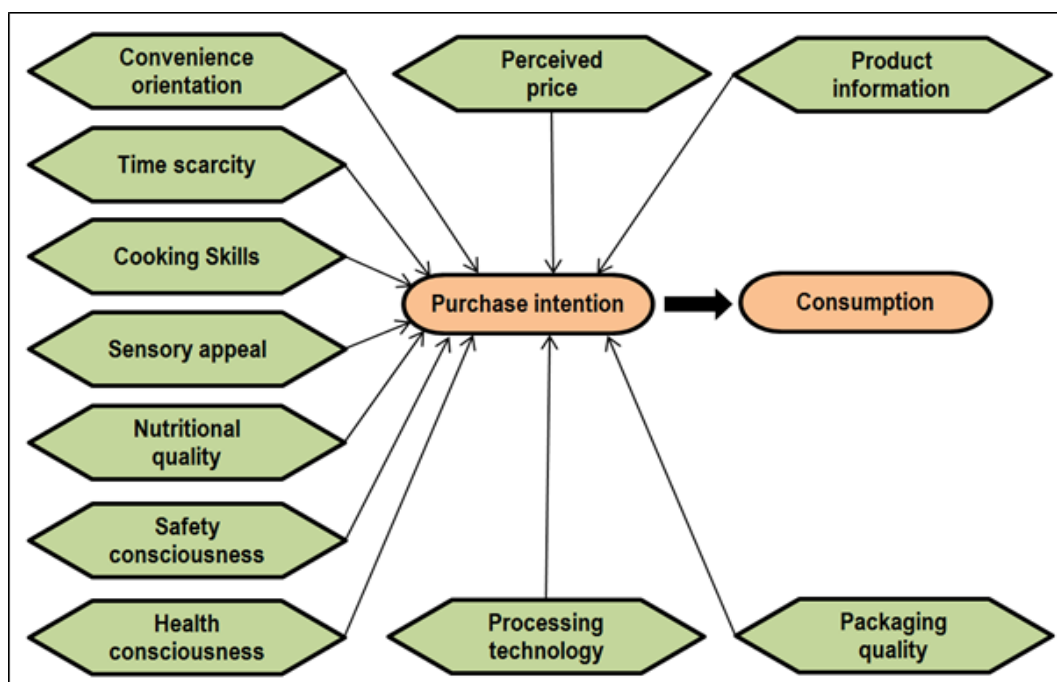 Convenience
orientation
Perceived
price
Product
information
Time scarcity
Cooking Skills
Purchase intention
Consumption
Sensory appeal
Nutritional
quality
Safety
consciousness
Health
consciousness
Processing
technology
Packaging
quality